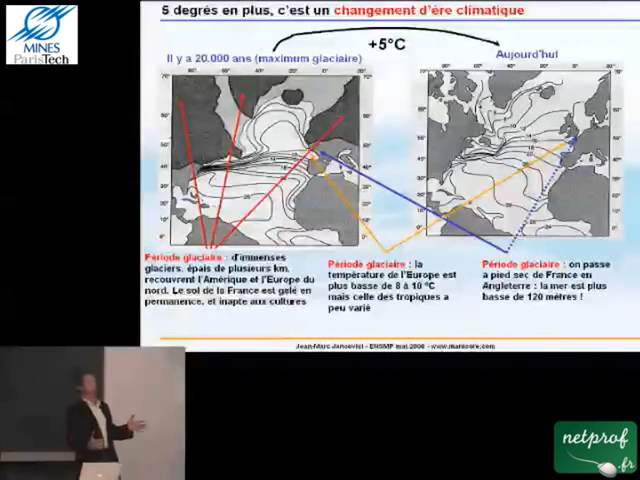 MINES
ParisTech
5 degrés en plus, c'est un changement d'ère climatique
+5°C
Il y a 20.000 ans (maximum glaciaire)
Aujourd'hui
Période glaciaire : d'immenses
glaciers, épais de plusieurs km,
recouvrent l'Amérique et l'Europe du
nord. Le sol de la France est gelé en
permanence, et inapte aux cultures
Période glaciaire : la
température de l'Europe est
plus basse de 8 à 10 °C
mais celle des tropiques a
peu varié
Période glaciaire : on passe
à pied sec de France en
Angleterre : la mer est plus
basse de 120 mètres !
Jean-Marc Jancovici - ENSMP mai 2008 - www.manicore.com
netprof
.fr